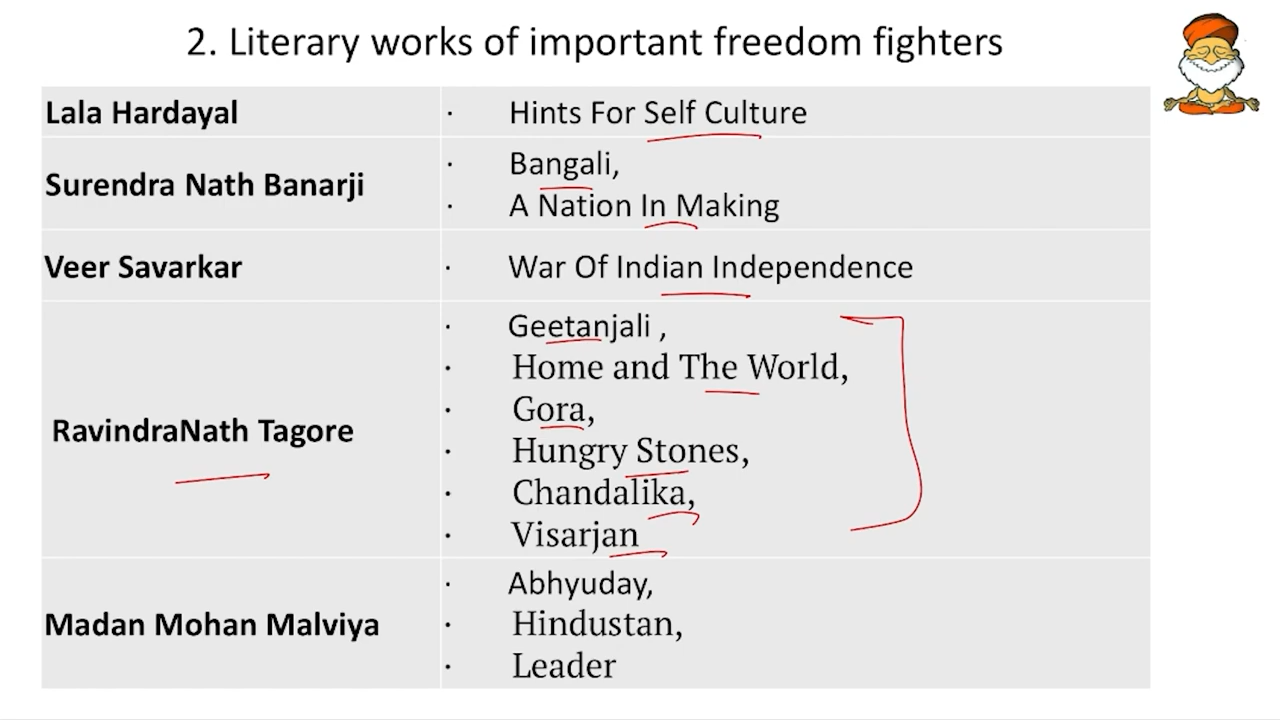 2. Literary works of important freedom fighters
Lala Hardayal
· Hints For Self Culture
Surendra Nath Banarji
· Bangali,
· A Nation In Making
Veer Savarkar
· War Of Indian Independence
RavindraNath Tagore
· Geetanjali ,
· Home and The World,
· Gora,
· Hungry Stones,
· Chandalika,
· Visarjan
Madan Mohan Malviya
· Abhyuday,
· Hindustan,
· Leader